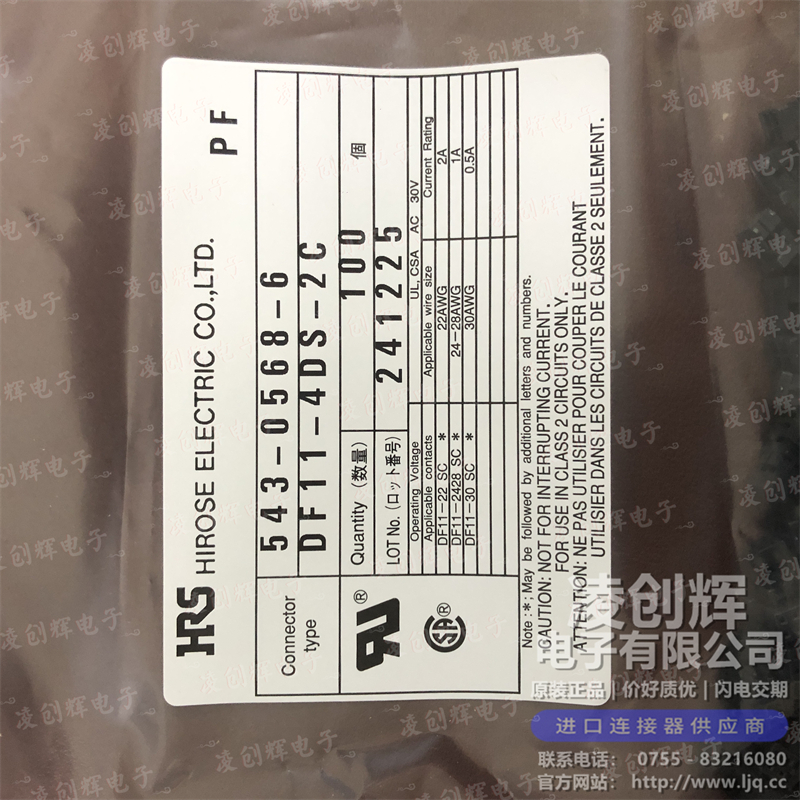 HRS HIROSE ELECTRIC CO.,LTD. PF
Connector type
543-0568-6
DF11-4DS-2C
Quantity (数量) 100 個
LOT No. (ロット番号) 241225
Operating Voltage UL, CSA AC 30V
Applicable contacts Applicable wire size Current Rating
DF11-22 SC * 22AWG 2A
DF11-2428 SC * 24-28AWG 1A
DF11-30 SC * 30AWG 0.5A
Note:*: May be followed by additional letters and numbers.
CAUTION: NOT FOR INTERRUPTING CURRENT.
FOR USE IN CLASS 2 CIRCUITS ONLY.
ATTENTION: NE PAS UTILISER POUR COUPER LE COURANT
UTILISIER DANS LES CIRCUITS DE CLASSE 2 SEULEMENT.
凌创辉电子
凌创辉
电子有限公司
原装正品|价好质优|闪电交期
进口连接器供应商
联系电话: 0755 - 83216080
官方网站: http://www.ljq.cc